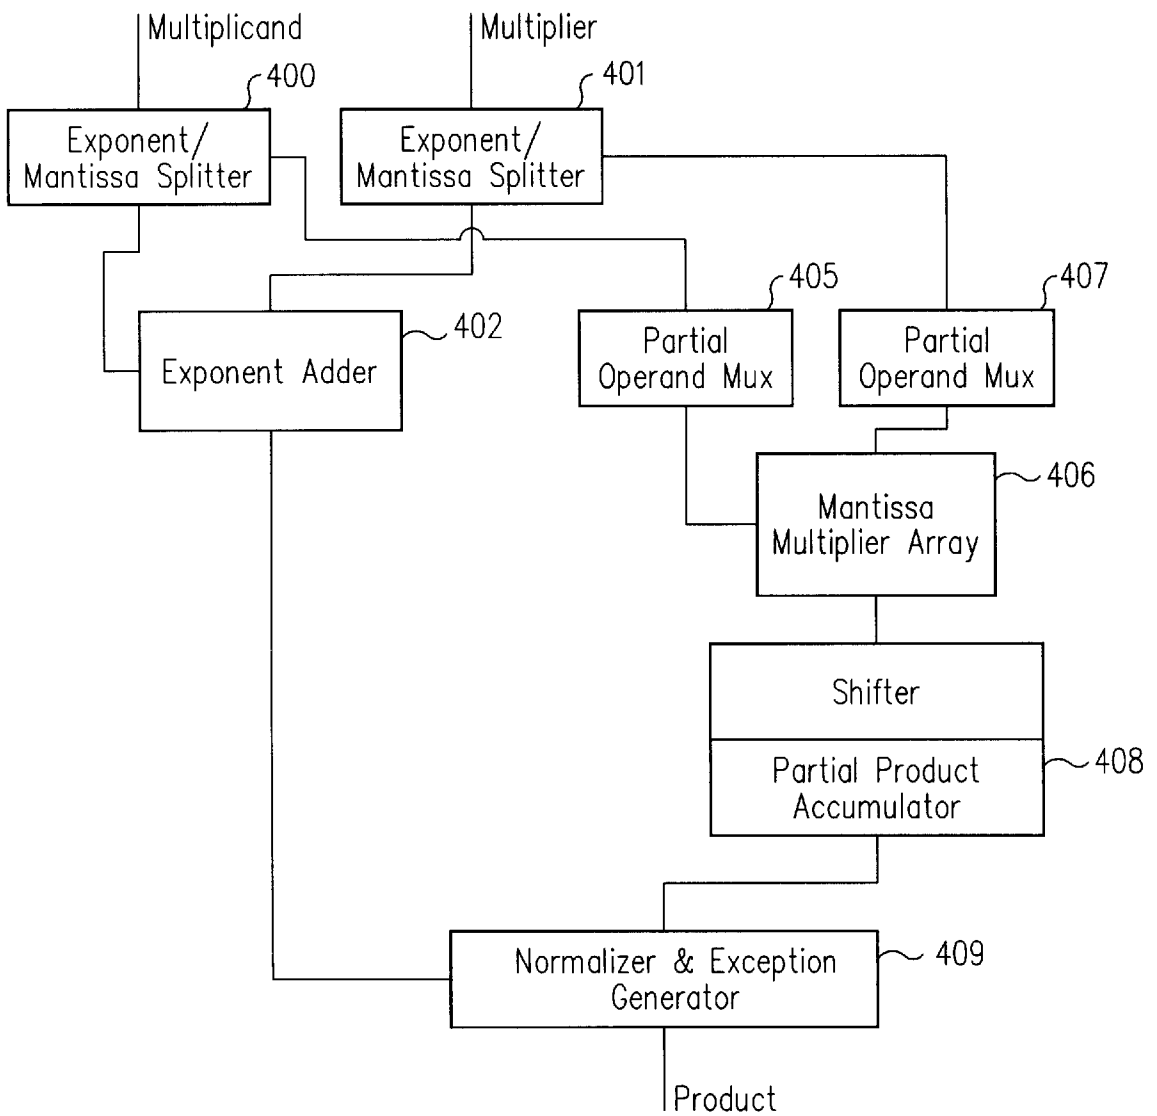 Multiplicand
Multiplier
400
401
Exponent/
Mantissa Splitter
Exponent/
Mantissa Splitter
405
407
402
Exponent Adder
Partial
Operand Mux
Partial
Operand Mux
406
Mantissa
Multiplier Array
Shifter
Partial Product
Accumulator
408
Normalizer & Exception
Generator
409
Product